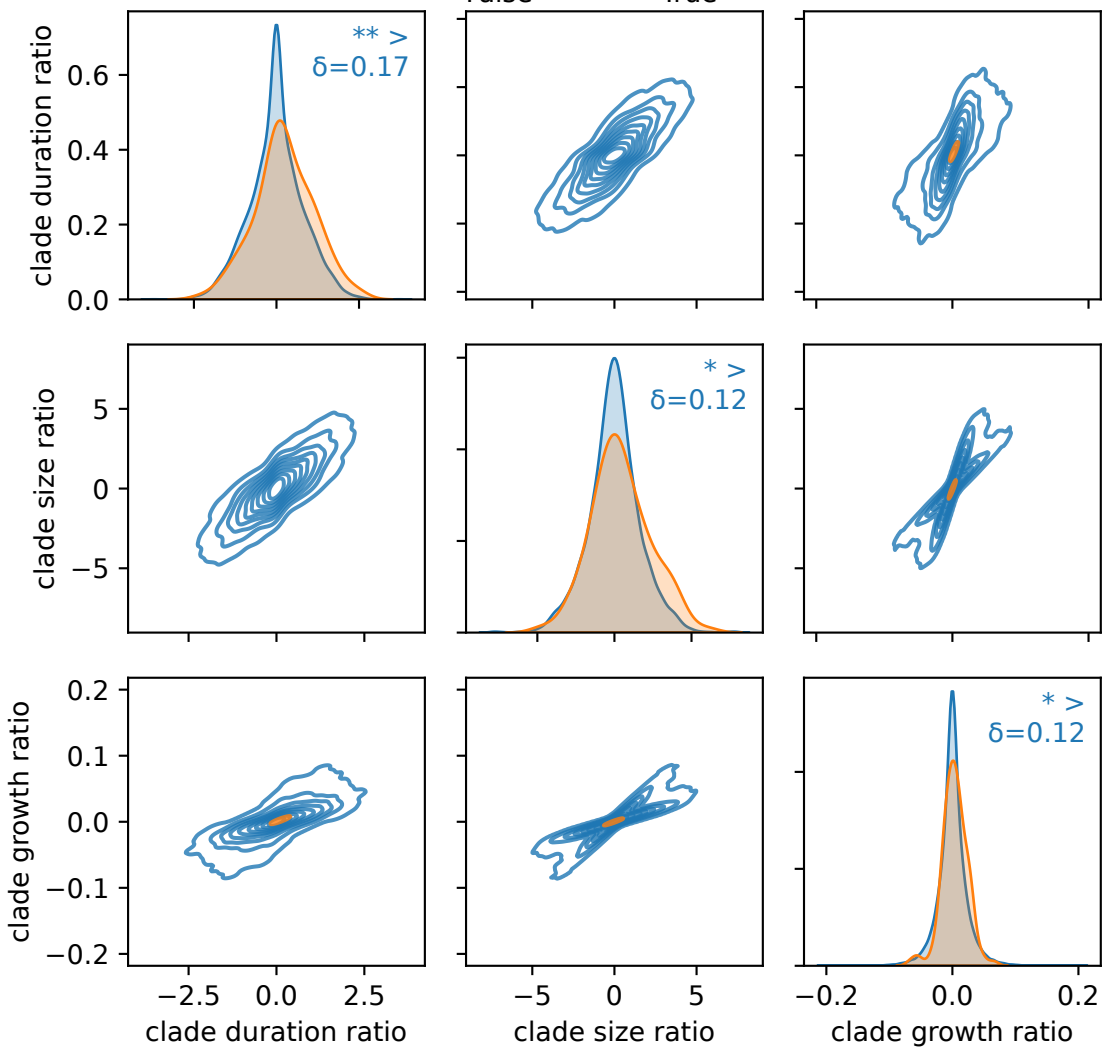 False True
clade duration ratio
0.6
0.4
0.2
0.0
** >
δ=0.17
clade size ratio
5
0
−5
* >
δ=0.12
clade growth ratio
0.2
0.1
0.0
−0.1
−0.2
* >
δ=0.12
−2.5 0.0 2.5
−5 0 5
−0.2 0.0 0.2
clade duration ratio
clade size ratio
clade growth ratio